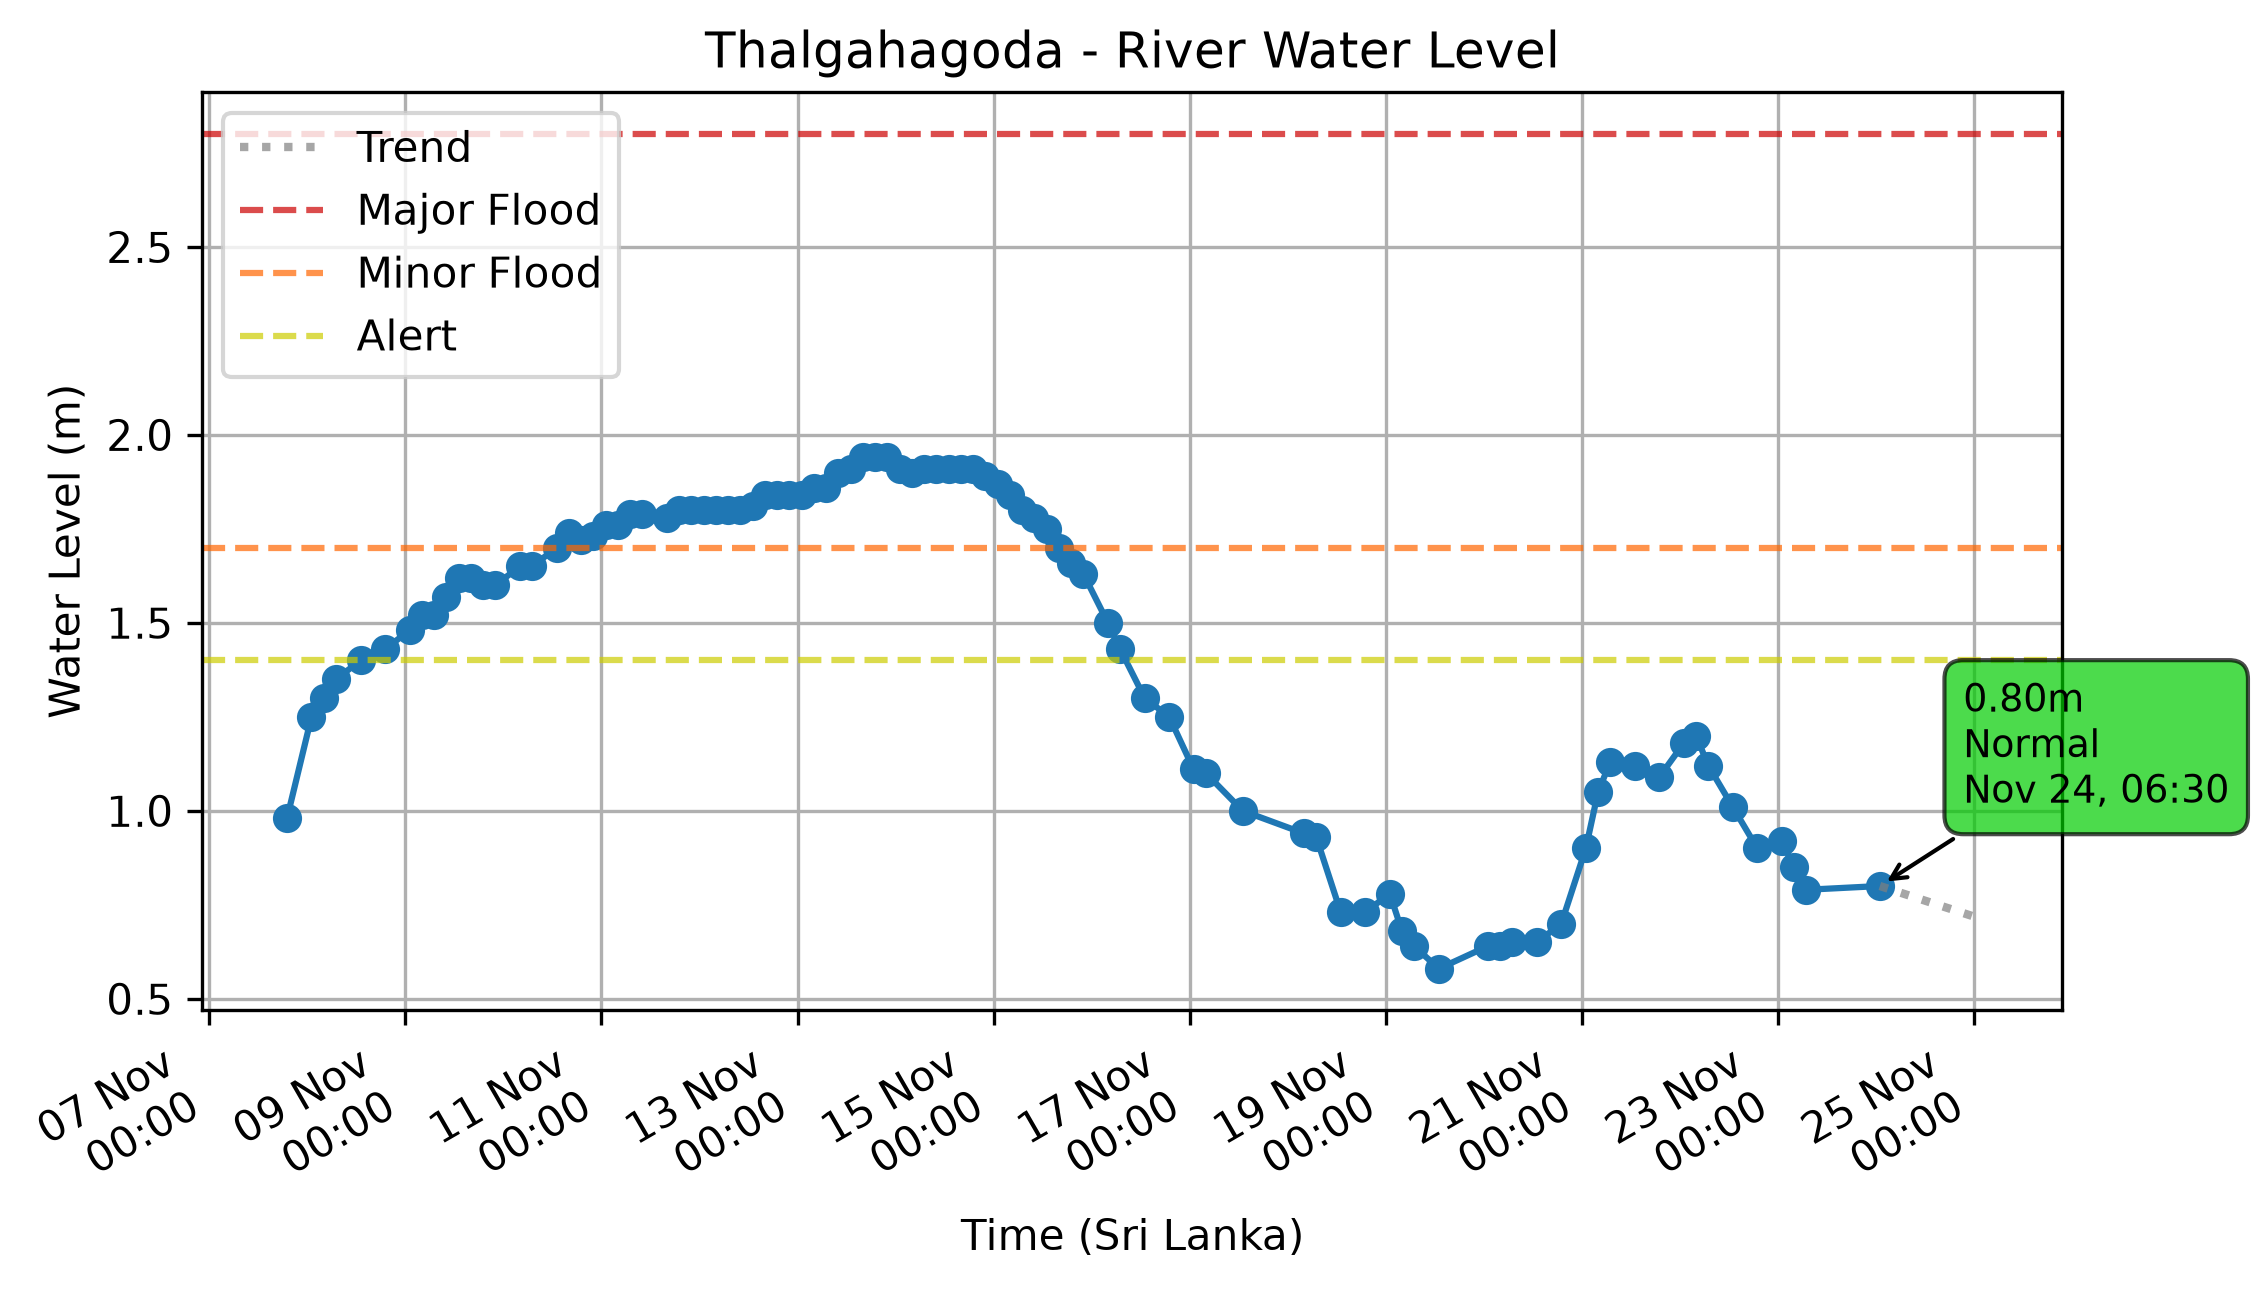 Thalgahagoda - River Water Level
Trend
Major Flood
Minor Flood
Alert
Water Level (m)
2.5
2.0
1.5
1.0
0.5
0.80m
Normal
Nov 24, 06:30
07 Nov
00:00
09 Nov
00:00
11 Nov
00:00
13 Nov
00:00
15 Nov
00:00
17 Nov
00:00
19 Nov
00:00
21 Nov
00:00
23 Nov
00:00
25 Nov
00:00
Time (Sri Lanka)